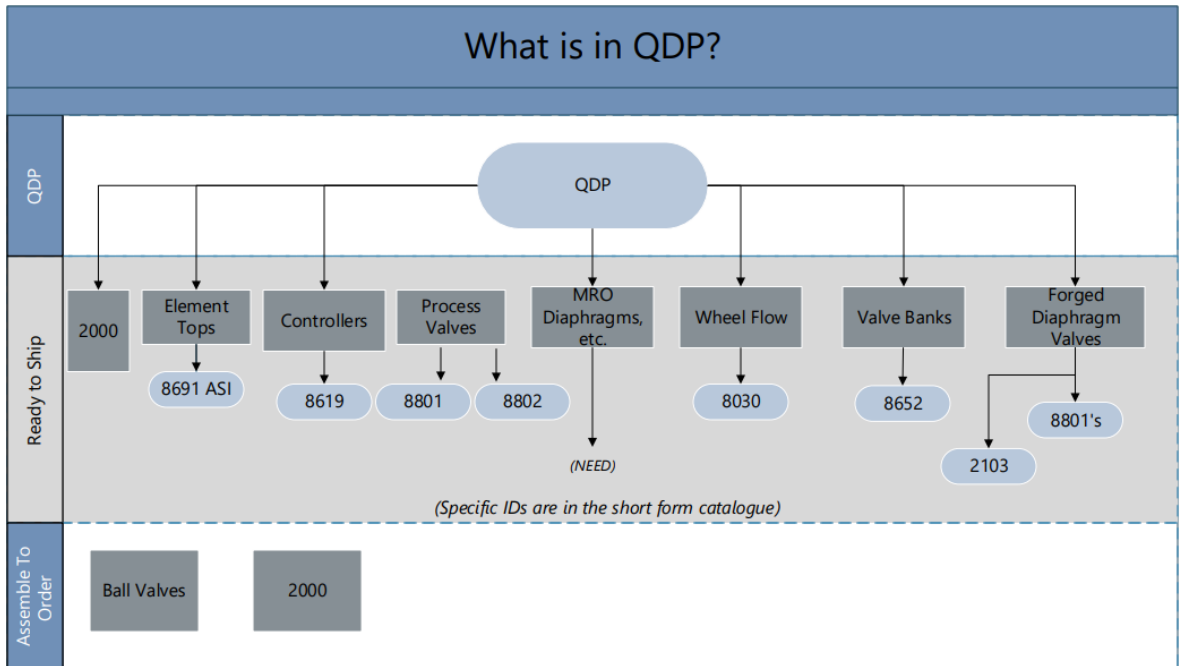 What is in QDP?
QDP
QDP
Ready to Ship
2000
Element
Tops
Controllers
Process
Valves
MRO
Diaphragms,
etc.
Wheel Flow
Valve Banks
Forged
Diaphragm
Valves
8691 ASI
8619
8801
8802
8030
8652
8801's
2103
(NEED)
(Specific IDs are in the short form catalogue)
Assemble To
Order
Ball Valves
2000